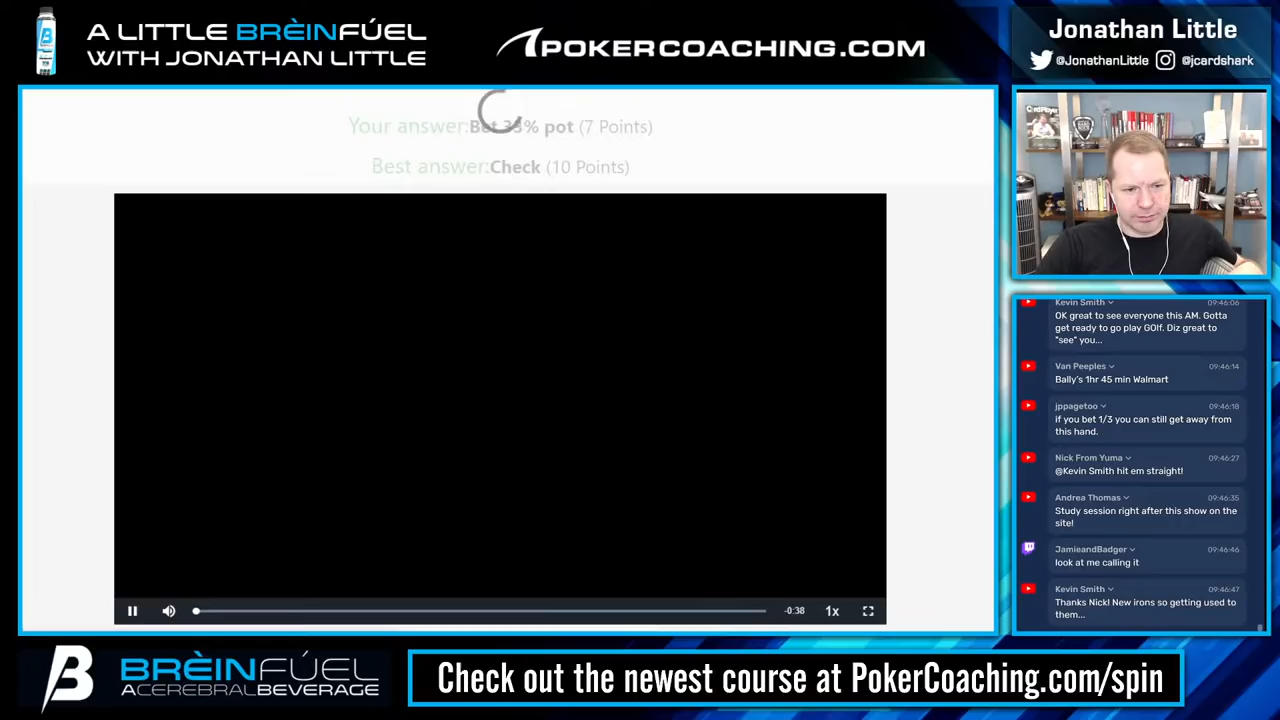 A LITTLE BRÈINFÚEL
WITH JONATHAN LITTLE
POKERCOACHING.COM
Jonathan Little
@JonathanLittle
@jcardshark
Your answer:Bet 33% pot (7 Points)
Best answer:Check (10 Points)
-0:38
1x
Kevin Smith 09:46:06
OK great to see everyone this AM. Gotta
get ready to go play GOlf. Diz great to
"see" you...
Van Peeples 09:46:14
Bally's 1hr 45 min Walmart
jppagetoo 09:46:18
if you bet 1/3 you can still get away from
this hand.
Nick From Yuma 09:46:27
@Kevin Smith hit em straight!
Andrea Thomas 09:46:35
Study session right after this show on the
site!
JamieandBadger 09:46:46
look at me calling it
Kevin Smith 09:46:47
Thanks Nick! New irons so getting used to
them...
B
BRÈINFÚEL
A CEREBRAL BEVERAGE
Check out the newest course at PokerCoaching.com/spin